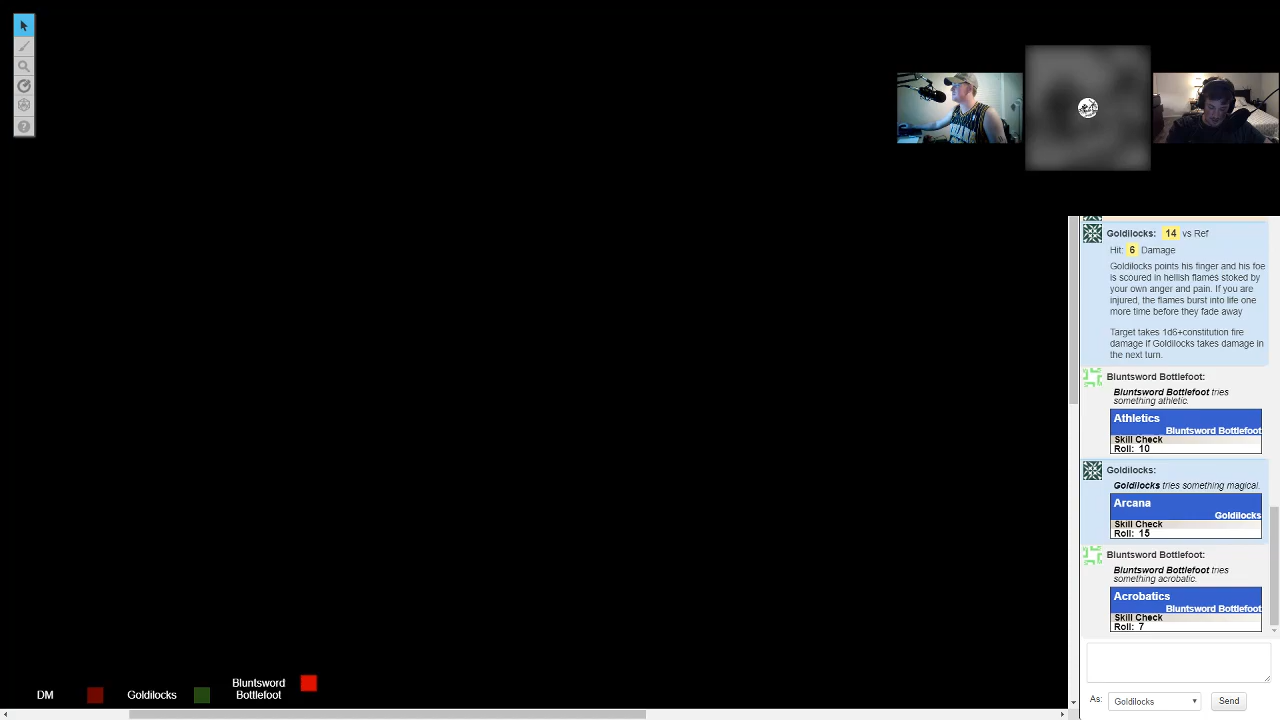 Goldilocks: 14 vs Ref
Hit: 6 Damage
Goldilocks points his finger and his foe
is scoured in hellish flames stoked by
your own anger and pain. If you are
injured, the flames burst into life one
more time before they fade away
Target takes 1d6+constitution fire
damage if Goldilocks takes damage in
the next turn.
Bluntsword Bottlefoot:
Bluntsword Bottlefoot tries
something athletic.
Athletics
Bluntsword Bottlefoot
Skill Check
Roll: 10
Goldilocks:
Goldilocks tries something magical.
Arcana
Goldilocks
Skill Check
Roll: 15
Bluntsword Bottlefoot:
Bluntsword Bottlefoot tries
something acrobatic.
Acrobatics
Bluntsword Bottlefoot
Skill Check
Roll: 7
As: Goldilocks Send
DM
Goldilocks
Bluntsword
Bottlefoot